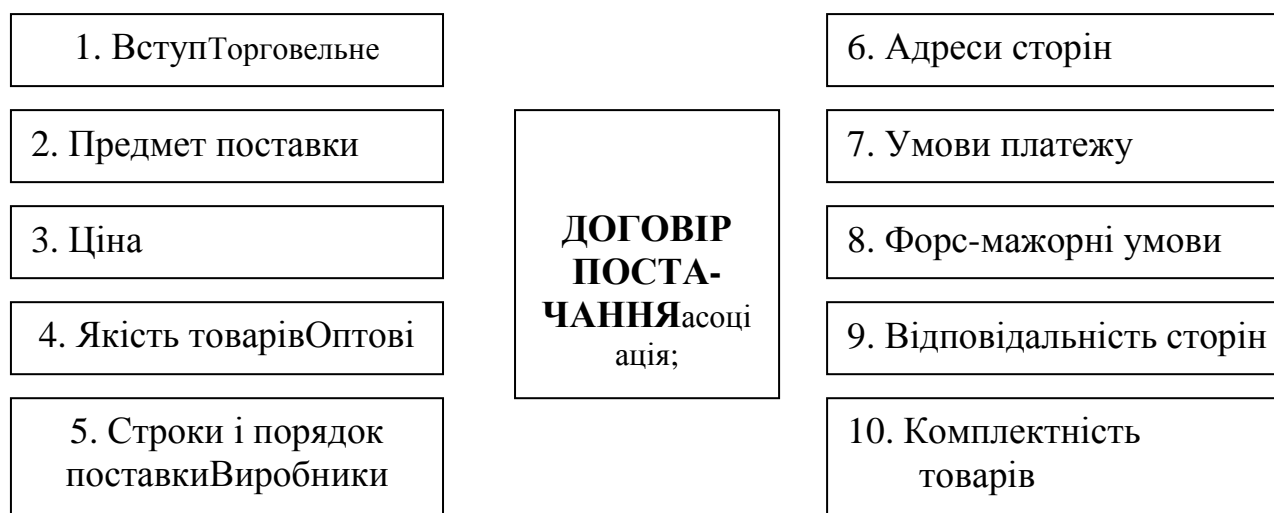 1. ВступТорговельне
2. Предмет поставки
3. Ціна
4. Якість товарівОптові
5. Строки і порядок
поставкиВиробники
ДОГОВІР
ПОСТА-
ЧАННЯасоці
ація;
6. Адреси сторін
7. Умови платежу
8. Форс-мажорні умови
9. Відповідальність сторін
10. Комплектність
товарів